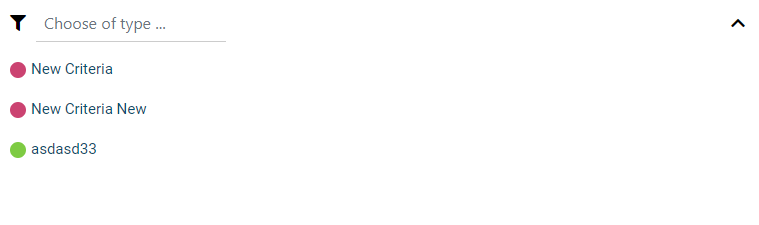 Choose of type ...
New Criteria
New Criteria New
asdasd33